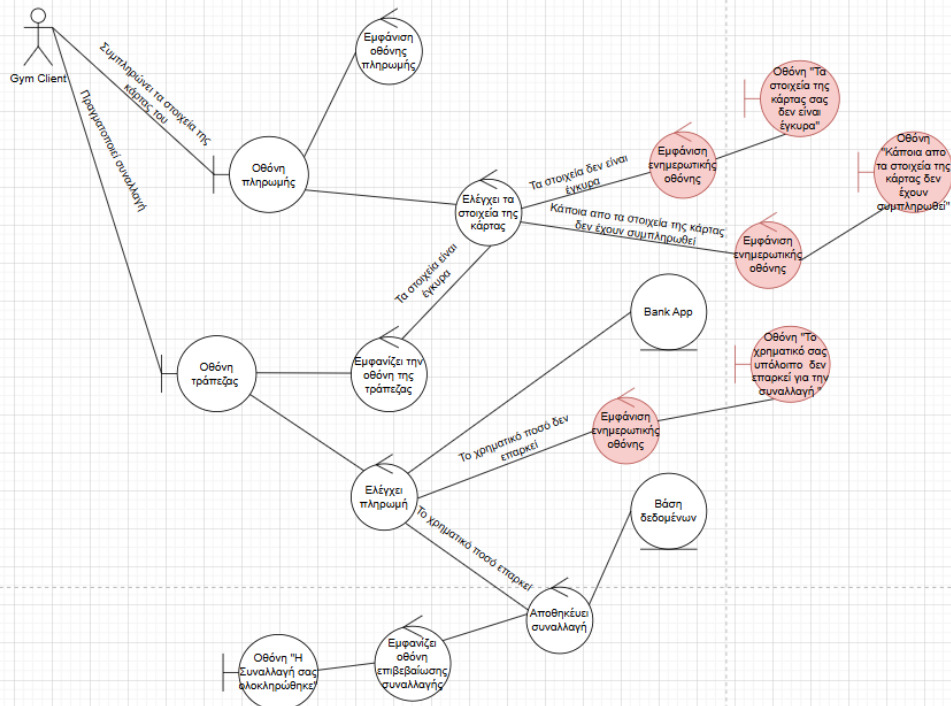 Gym Client
Συμπληρώνει τα στοιχεία της
κάρτας του
Πραγματοποιεί συναλλαγή
Εμφάνιση
οθόνης
πληρωμής
Οθόνη
πληρωμής
Ελέγχει τα
στοιχεία της
κάρτας
Τα στοιχεία δεν είναι
έγκυρα
Εμφάνιση
ενημερωτικής
οθόνης
Οθόνη "Τα
στοιχεία της
κάρτας σας
δεν είναι
έγκυρα"
Κάποια απο τα στοιχεία της κάρτας
δεν έχουν συμπληρωθεί
Εμφάνιση
ενημερωτικής
οθόνης
Οθόνη
"Κάποια απο
τα στοιχεία της
κάρτας δεν
έχουν
συμπληρωθεί"
Τα στοιχεία είναι
έγκυρα
Οθόνη
τράπεζας
Εμφανίζει την
οθόνη της
τράπεζας
Bank App
Ελέγχει
πληρωμή
Το χρηματικό ποσό δεν
επαρκεί
Εμφάνιση
ενημερωτικής
οθόνης
Οθόνη "Το
χρηματικό σας
υπόλοιπο δεν
επαρκεί για την
συναλλαγή "
Το χρηματικό ποσό επαρκεί
Βάση
δεδομένων
Αποθηκέυει
συναλλαγή
Εμφανίζει
οθόνη
επιβεβαίωσης
συναλλαγής
Οθόνη "Η
Συναλλαγή σας
ολοκληρώθηκε"